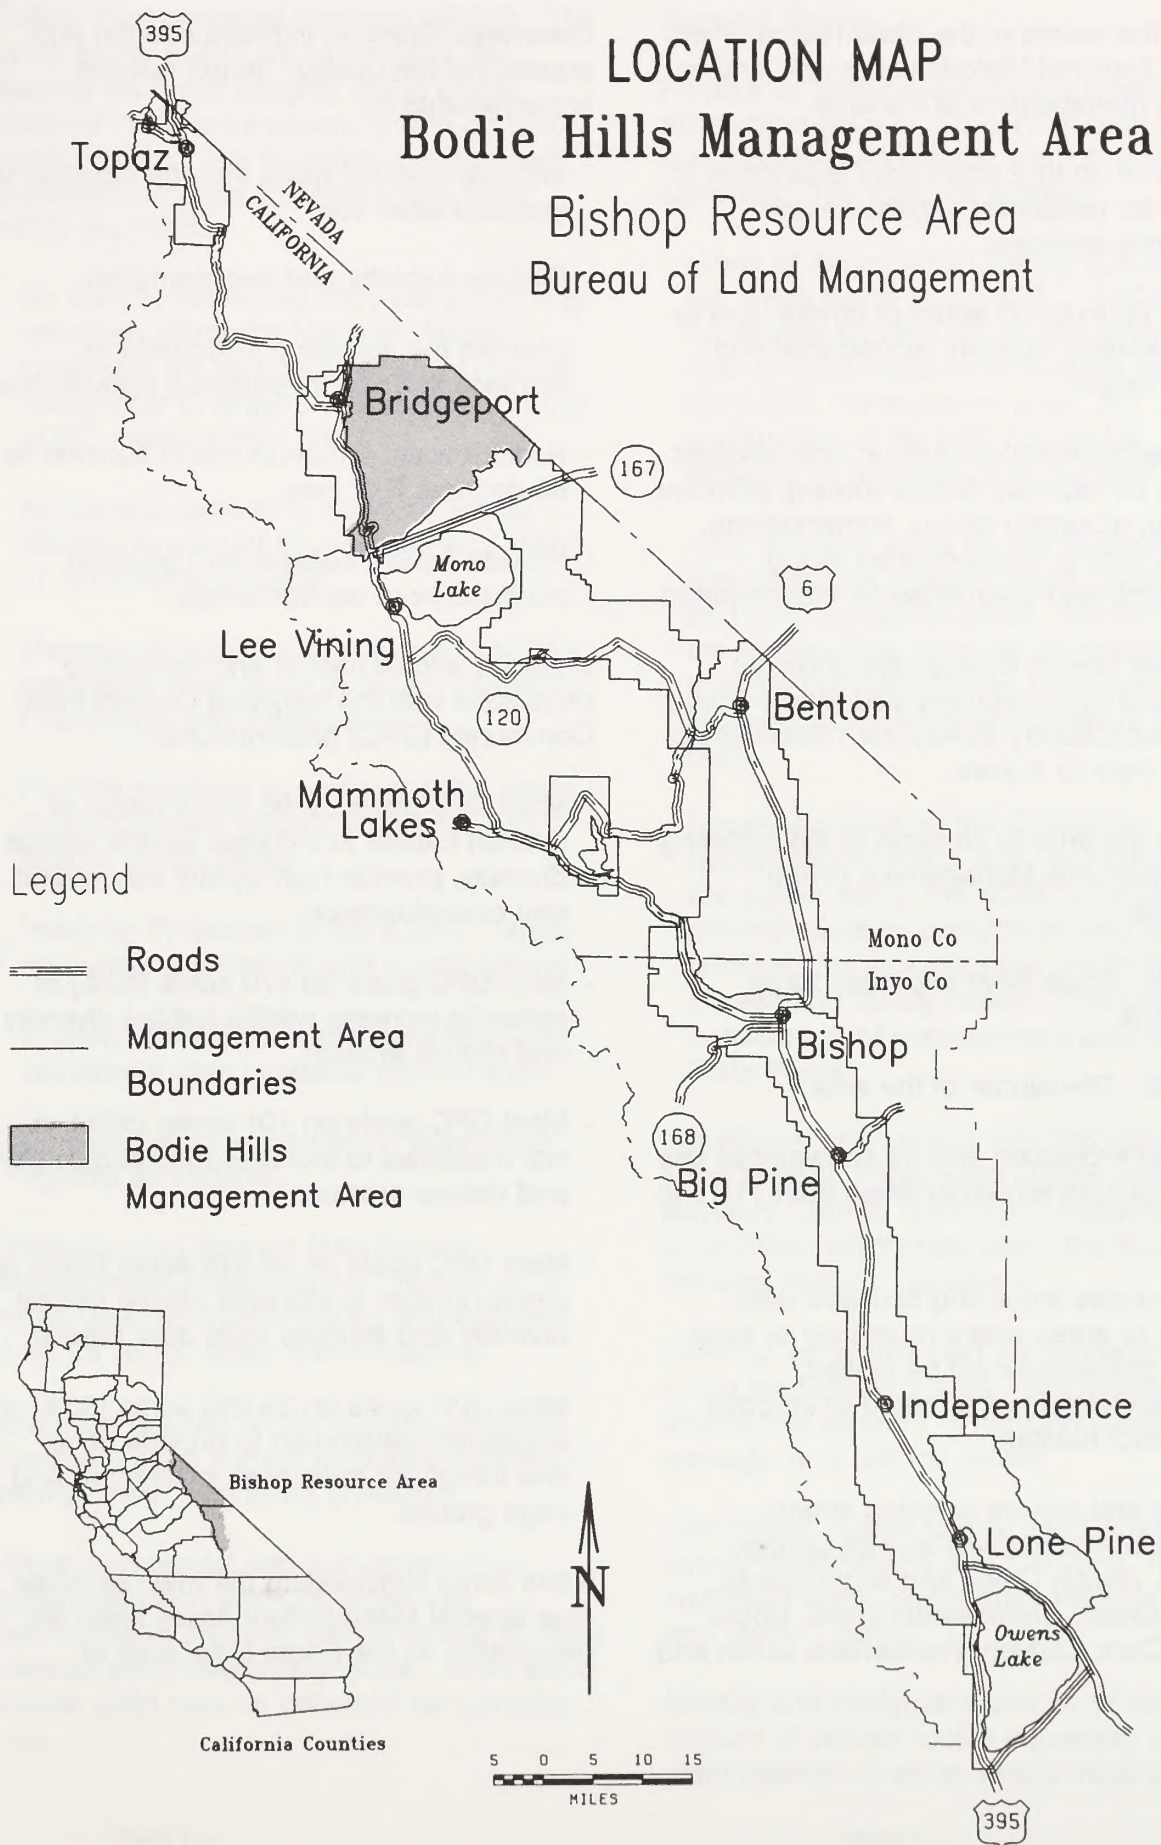 395
LOCATION MAP
Bodie Hills Management Area
Bishop Resource Area
Bureau of Land Management
Topaz
NEVADA
CALIFORNIA
Bridgeport
167
Mono
Lake
6
Lee Vining
120
Benton
Mammoth
Lakes
Legend
Roads
Management Area
Boundaries
Bodie Hills
Management Area
Mono Co
Inyo Co
Bishop
168
Big Pine
Independence
Bishop Resource Area
Lone Pine
N
Owens
Lake
California Counties
5 0 5 10 15
MILES
395